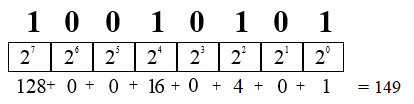 1 0 0 1 0 1 0 1
2⁷ 2⁶ 2⁵ 2⁴ 2³ 2² 2¹ 2⁰
128+ 0 + 0 + 16 + 0 + 4 + 0 + 1 = 149